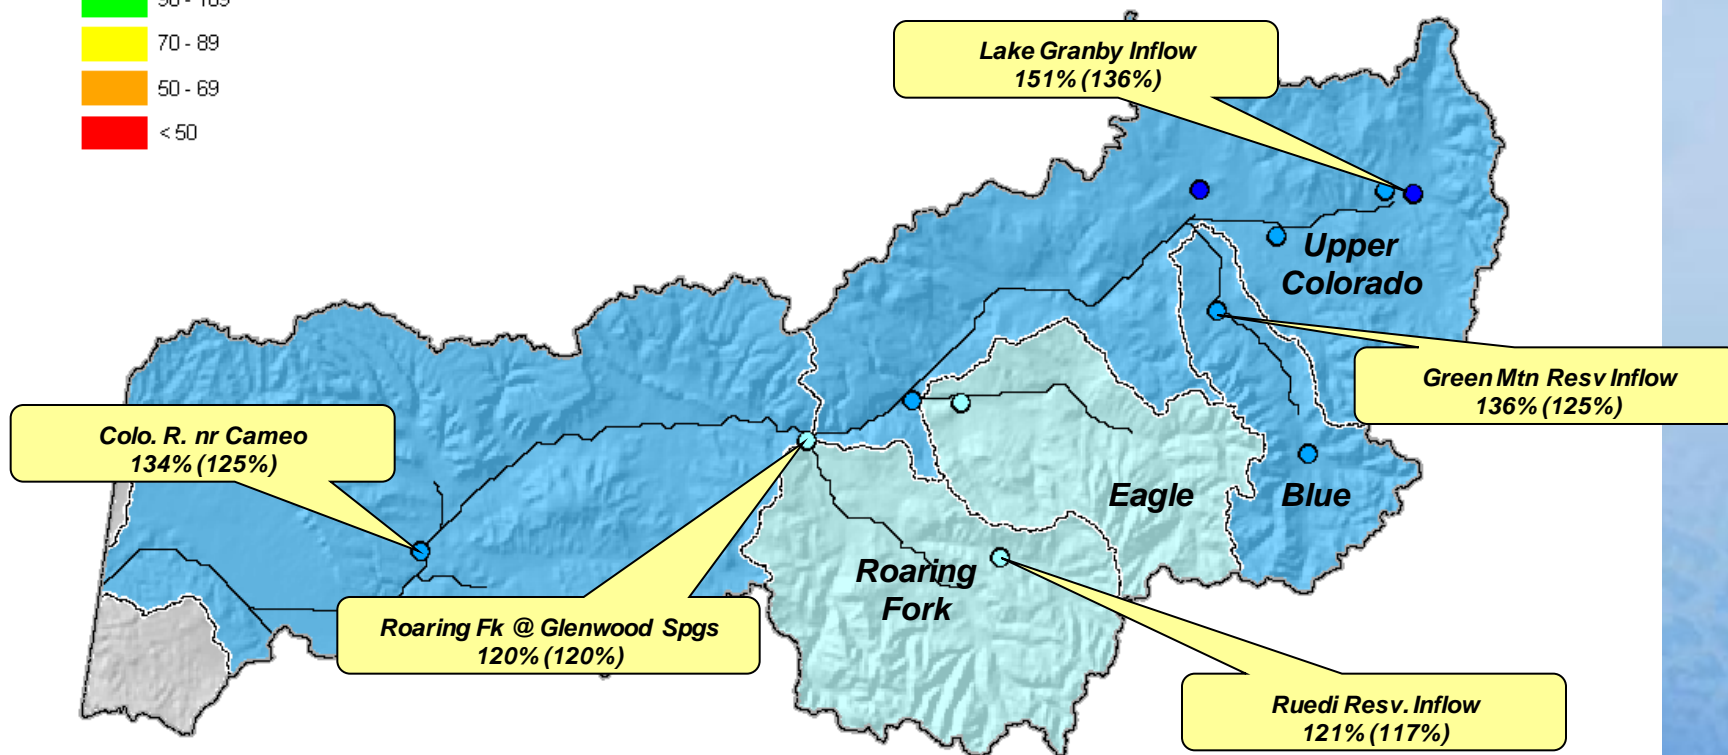 90 - 109
70 - 89
50 - 69
< 50
Lake Granby Inflow
151% (136%)
Upper
Colorado
Green Mtn Resv Inflow
136% (125%)
Colo. R. nr Cameo
134% (125%)
Eagle
Blue
Roaring
Fork
Roaring Fk @ Glenwood Spgs
120% (120%)
Ruedi Resv. Inflow
121% (117%)